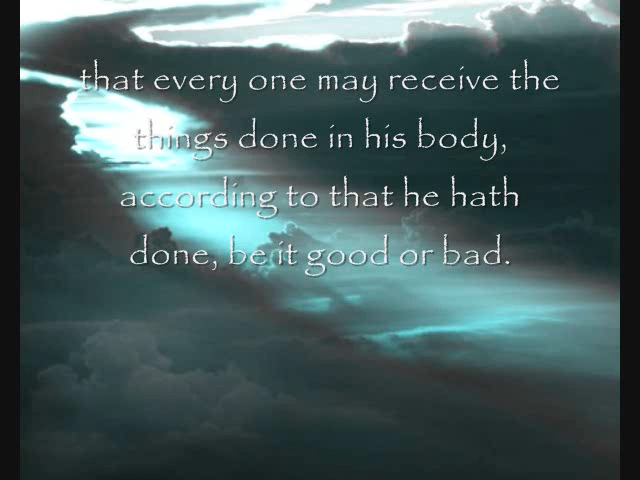 that every one may receive the
things done in his body,
according to that he hath
done, be it good or bad.